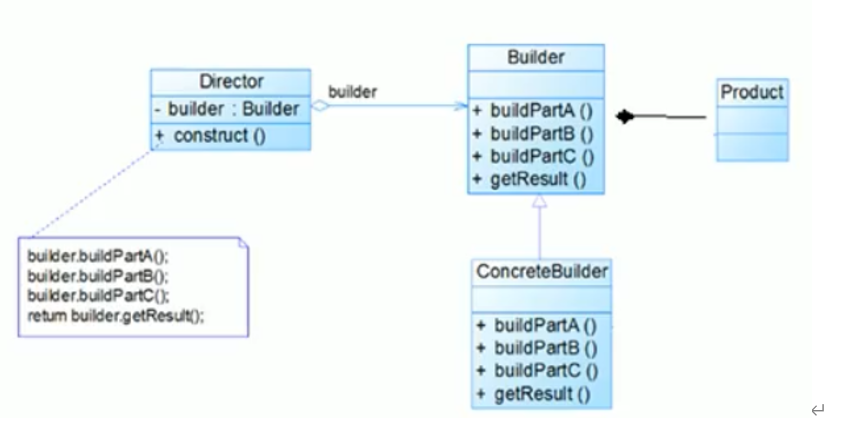 Director
- builder : Builder
+ construct ()
builder
Builder
+ buildPartA ()
+ buildPartB ()
+ buildPartC ()
+ getResult ()
Product
builder.buildPartA();
builder.buildPartB();
builder.buildPartC();
return builder.getResult();
ConcreteBuilder
+ buildPartA ()
+ buildPartB ()
+ buildPartC ()
+ getResult ()